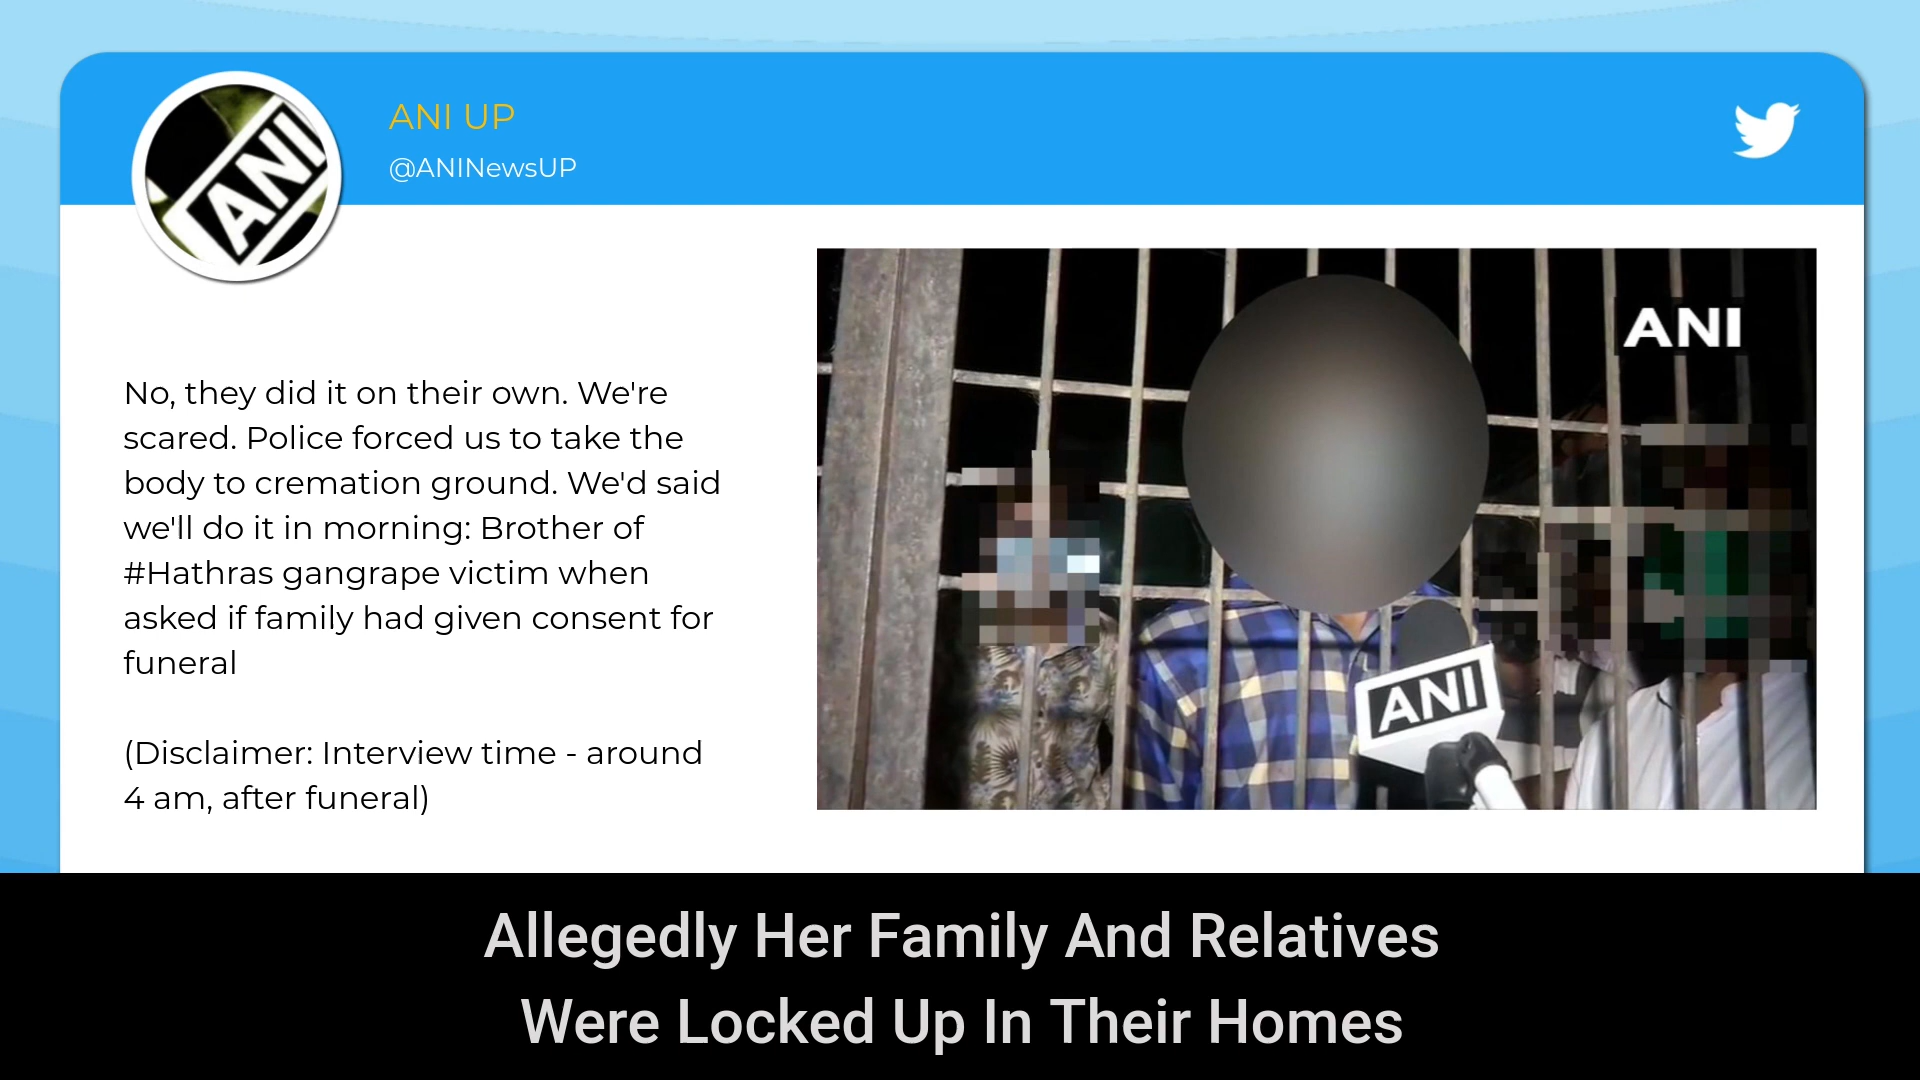 ANI
ANI UP
@ANINewsUP
No, they did it on their own. We're
scared. Police forced us to take the
body to cremation ground. We'd said
we'll do it in morning: Brother of
#Hathras gangrape victim when
asked if family had given consent for
funeral
(Disclaimer: Interview time - around
4 am, after funeral)
ANI
ANI
Allegedly Her Family And Relatives
Were Locked Up In Their Homes